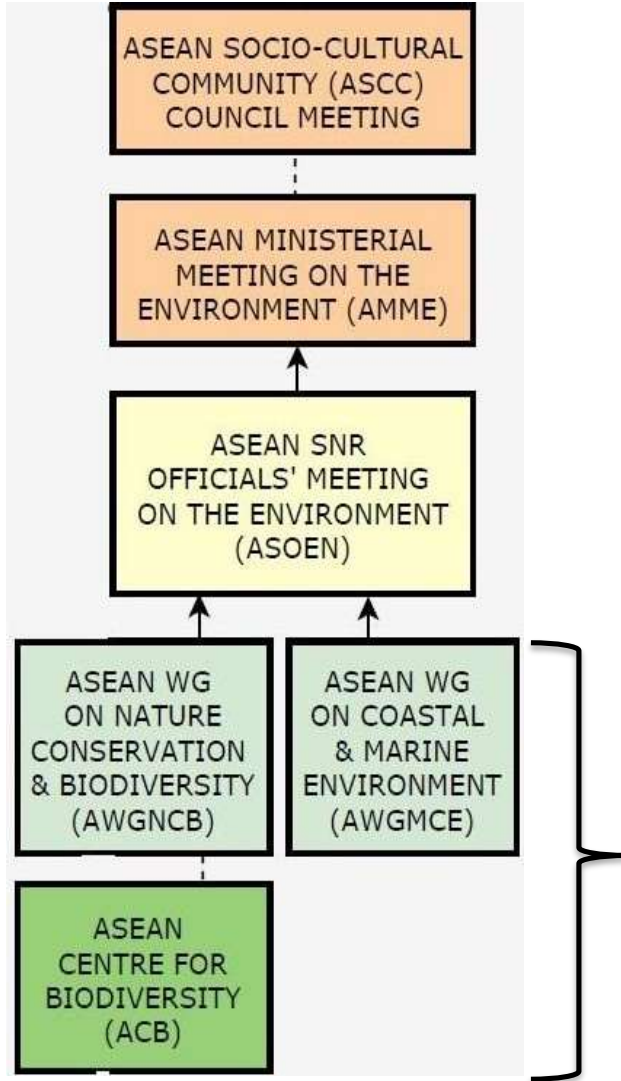 ASEAN SOCIO-CULTURAL
COMMUNITY (ASCC)
COUNCIL MEETING
ASEAN MINISTERIAL
MEETING ON THE
ENVIRONMENT (AMME)
ASEAN SNR
OFFICIALS' MEETING
ON THE ENVIRONMENT
(ASOEN)
ASEAN WG
ON NATURE
CONSERVATION
& BIODIVERSITY
(AWGNCB)
ASEAN WG
ON COASTAL
& MARINE
ENVIRONMENT
(AWGMCE)
ASEAN
CENTRE FOR
BIODIVERSITY
(ACB)